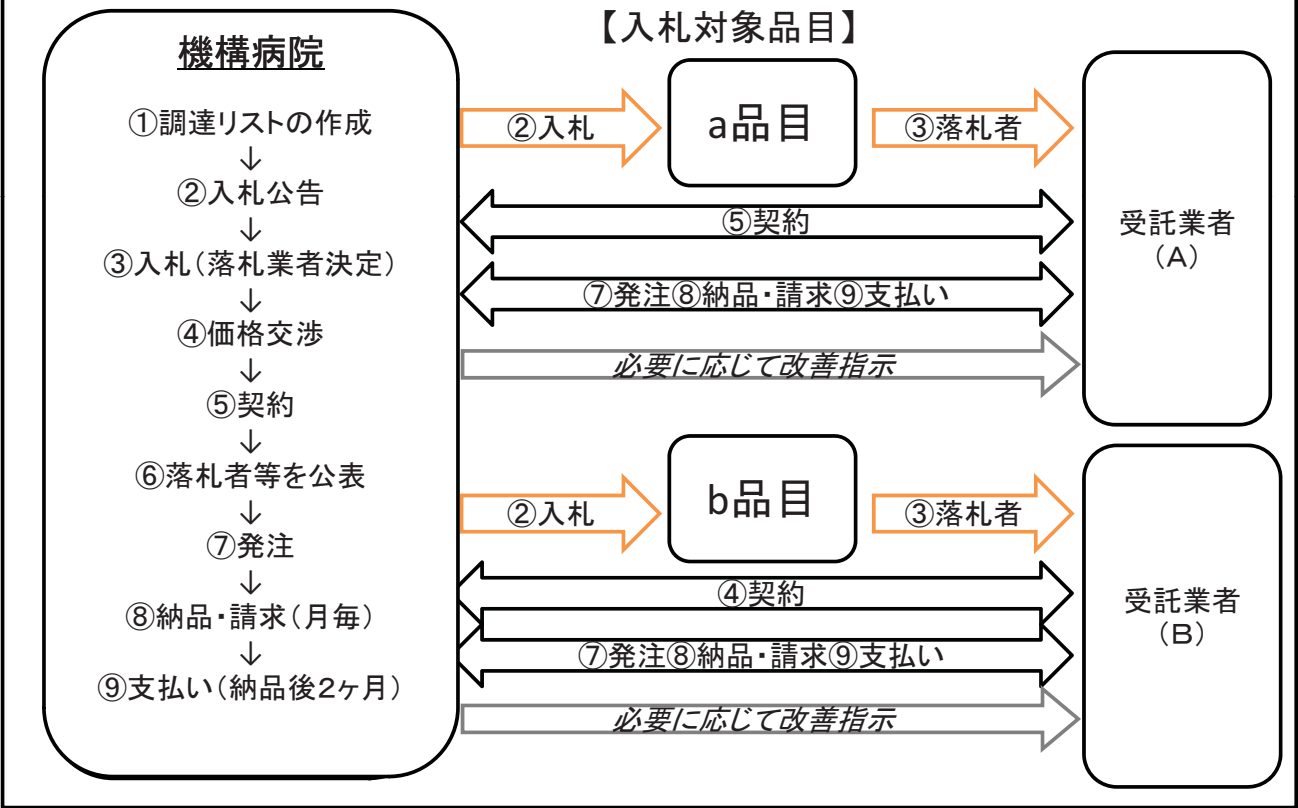 【入札対象品目】
機構病院
①調達リストの作成
↓
②入札公告
↓
③入札(落札業者決定)
↓
④価格交渉
↓
⑤契約
↓
⑥落札者等を公表
↓
⑦発注
↓
⑧納品・請求(月毎)
↓
⑨支払い(納品後2ヶ月)
②入札
a品目
③落札者
⑤契約
⑦発注⑧納品・請求⑨支払い
必要に応じて改善指示
受託業者
(A)
②入札
b品目
③落札者
④契約
⑦発注⑧納品・請求⑨支払い
必要に応じて改善指示
受託業者
(B)